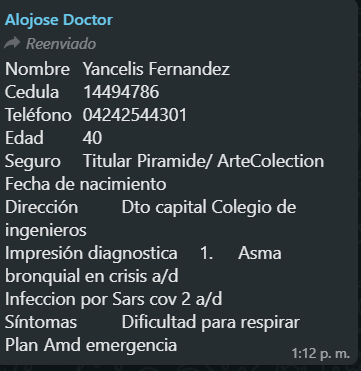 Alojose Doctor
Reenviado
Nombre Yancelis Fernandez
Cedula 14494786
Teléfono 04242544301
Edad 40
Seguro Titular Piramide/ ArteColection
Fecha de nacimiento
Dirección Dto capital Colegio de
ingenieros
Impresión diagnostica 1. Asma
bronquial en crisis a/d
Infeccion por Sars cov 2 a/d
Síntomas Dificultad para respirar
Plan Amd emergencia
1:12 p. m.